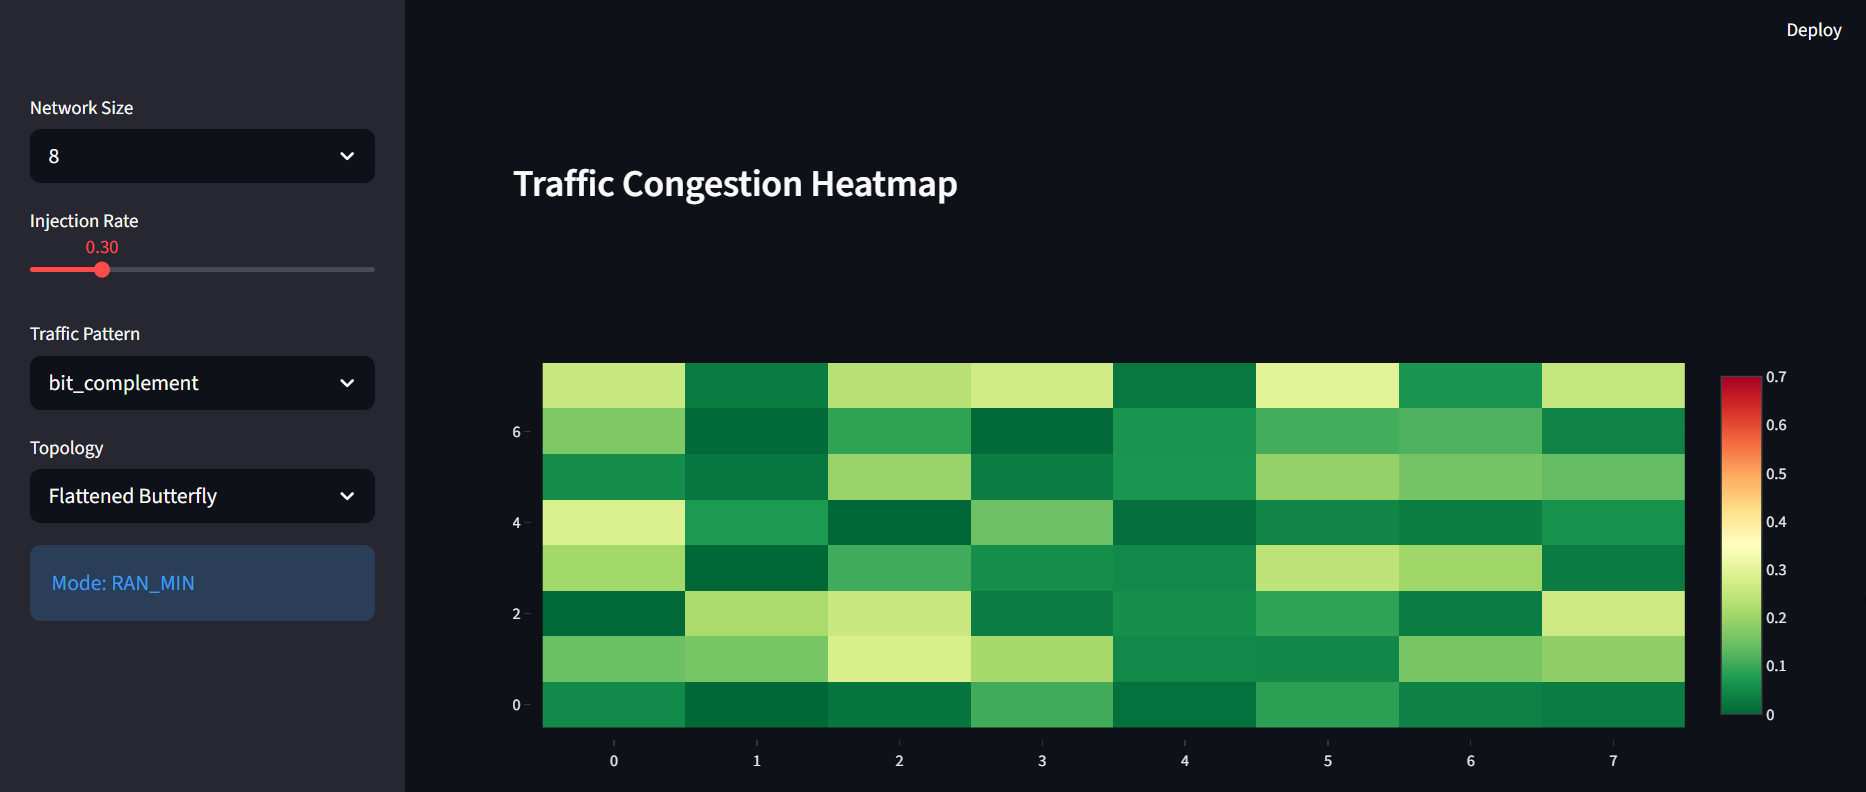 Deploy
Network Size
8
Injection Rate
0.30
Traffic Pattern
bit_complement
Topology
Flattened Butterfly
Mode: RAN_MIN
Traffic Congestion Heatmap
6
4
2
0
0 1 2 3 4 5 6 7
0.7
0.6
0.5
0.4
0.3
0.2
0.1
0